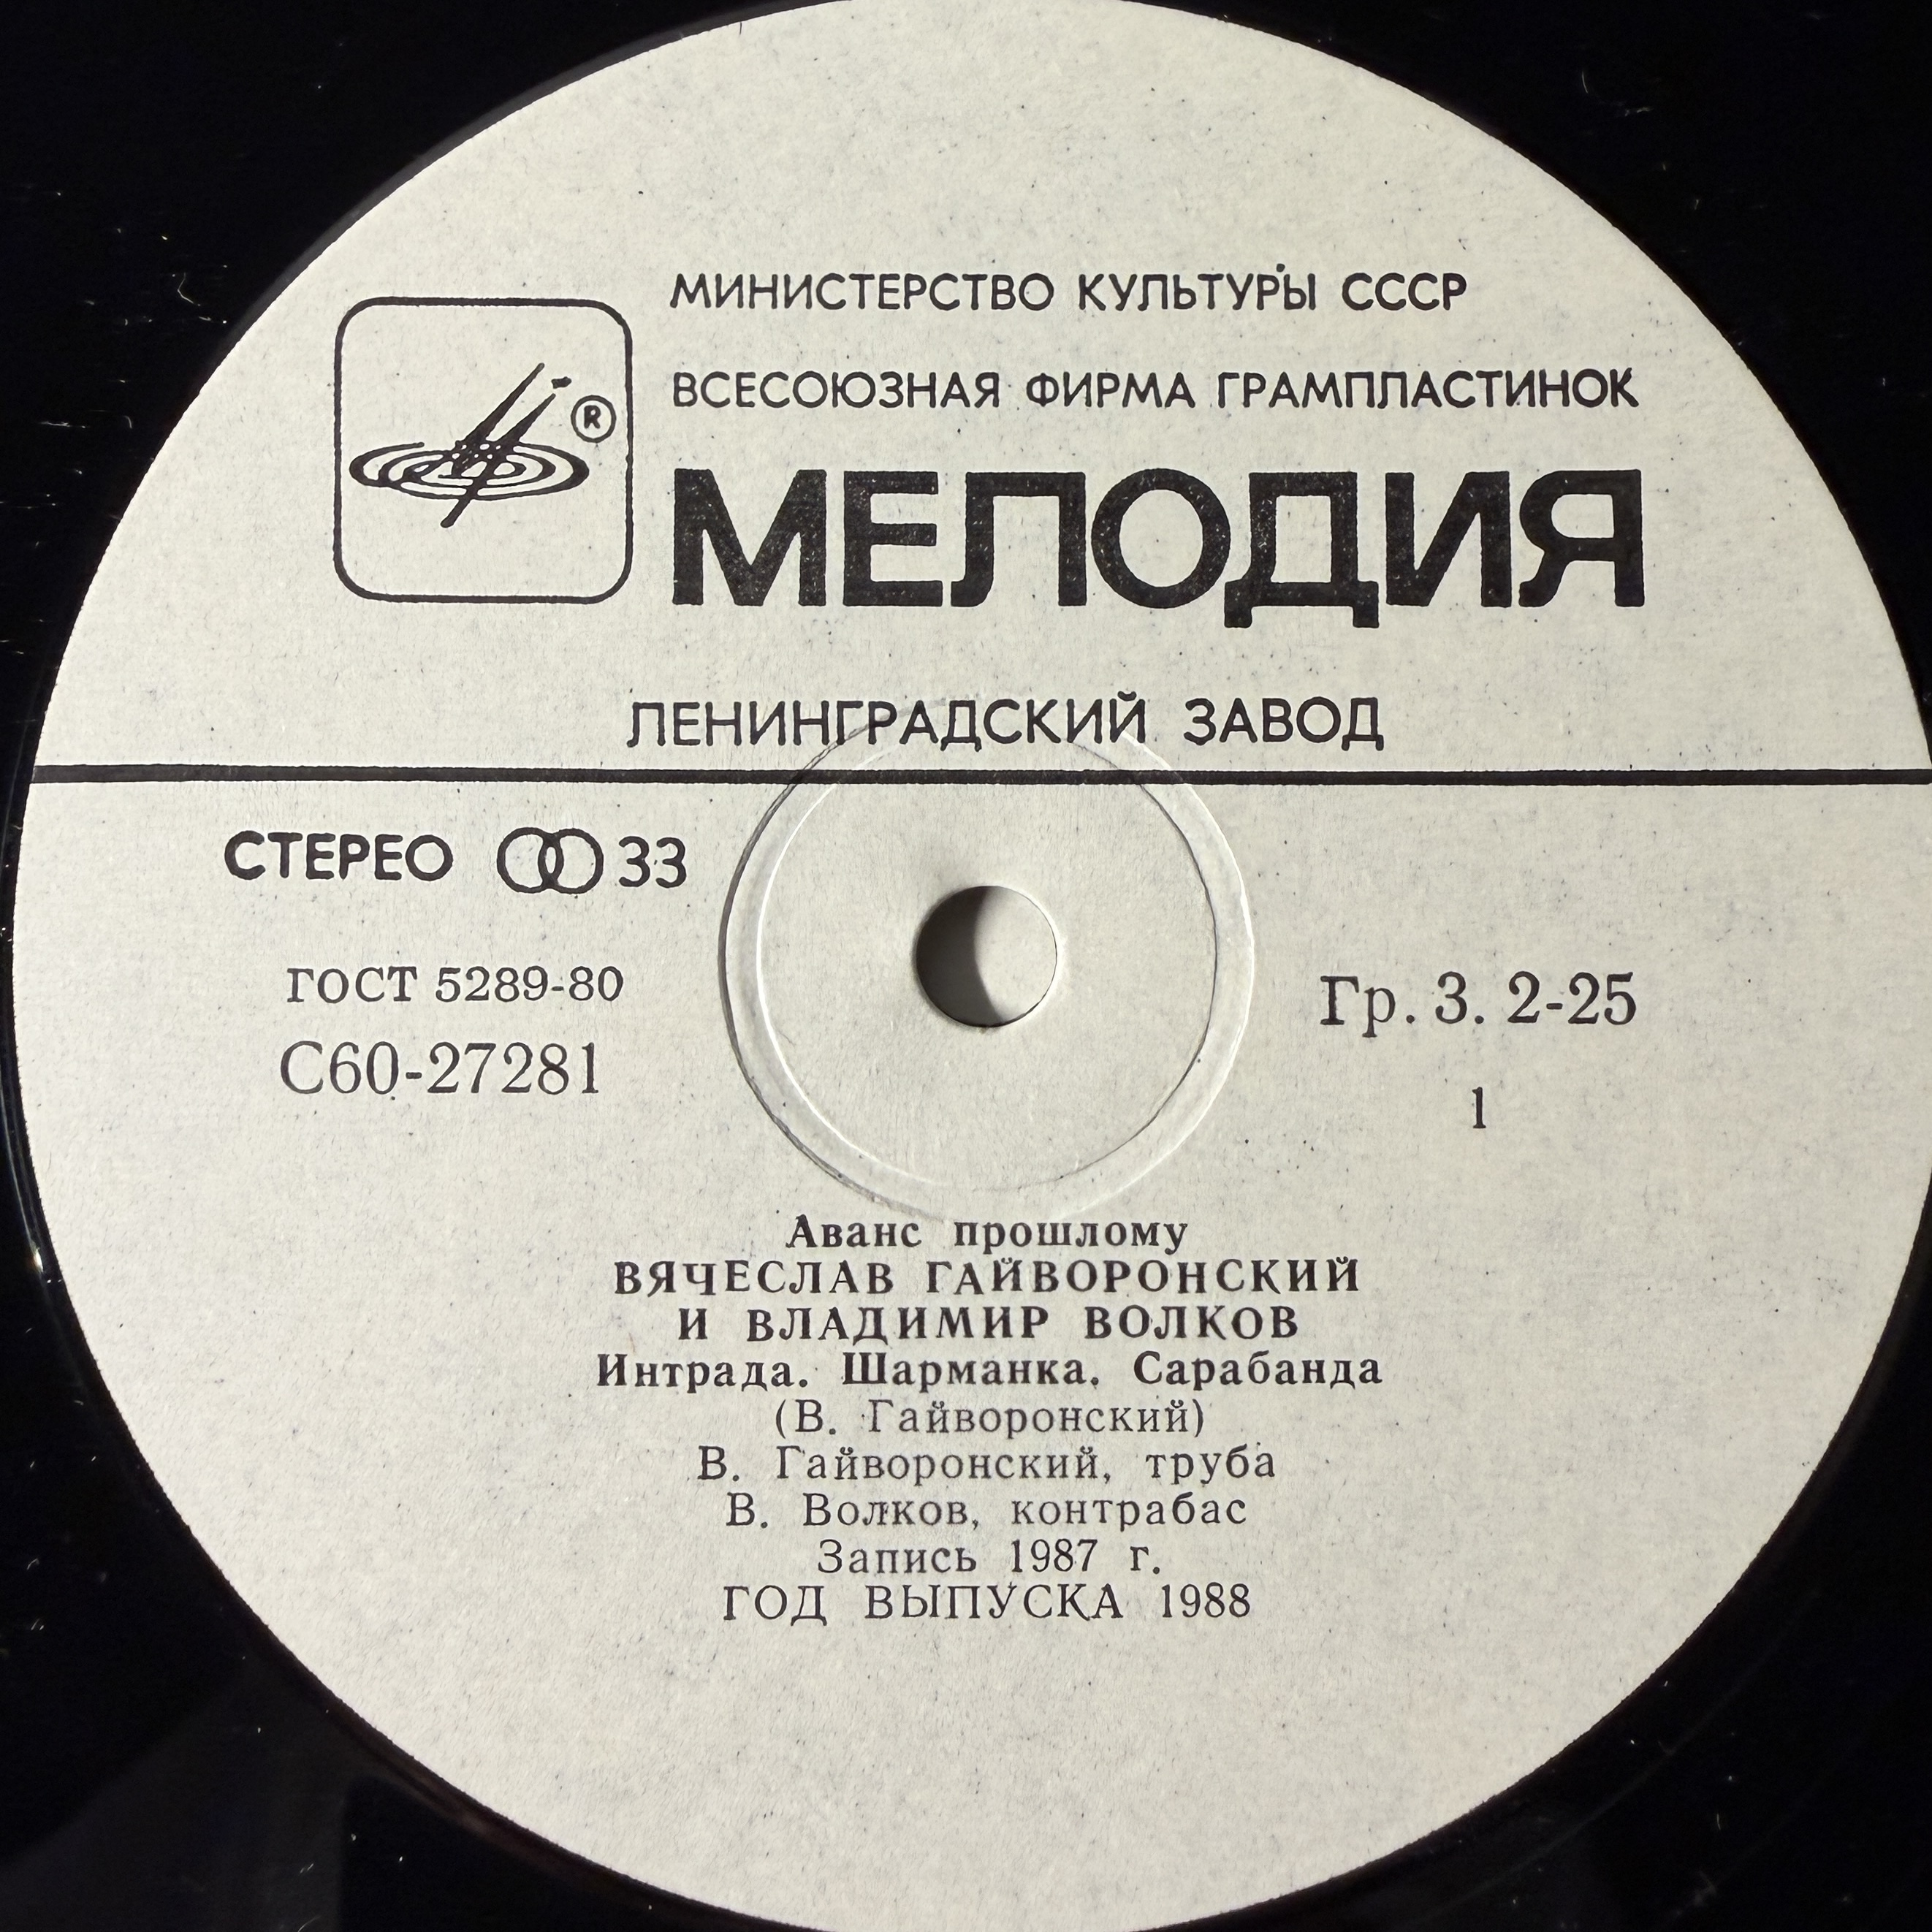 МИНИСТЕРСТВО КУЛЬТУРЫ СССР
ВСЕСОЮЗНАЯ ФИРМА ГРАМПЛАСТИНОК
®
МЕЛОДИЯ
ЛЕНИНГРАДСКИЙ ЗАВОД
СТЕРЕО 33
ГОСТ 5289-80
С60-27281
Гр. 3. 2-25
1
Аванс прошлому
ВЯЧЕСЛАВ ГАЙВОРОНСКИЙ
И ВЛАДИМИР ВОЛКОВ
Интрада. Шарманка. Сарабанда
(В. Гайворонский)
В. Гайворонский, труба
В. Волков, контрабас
Запись 1987 г.
ГОД ВЫПУСКА 1988